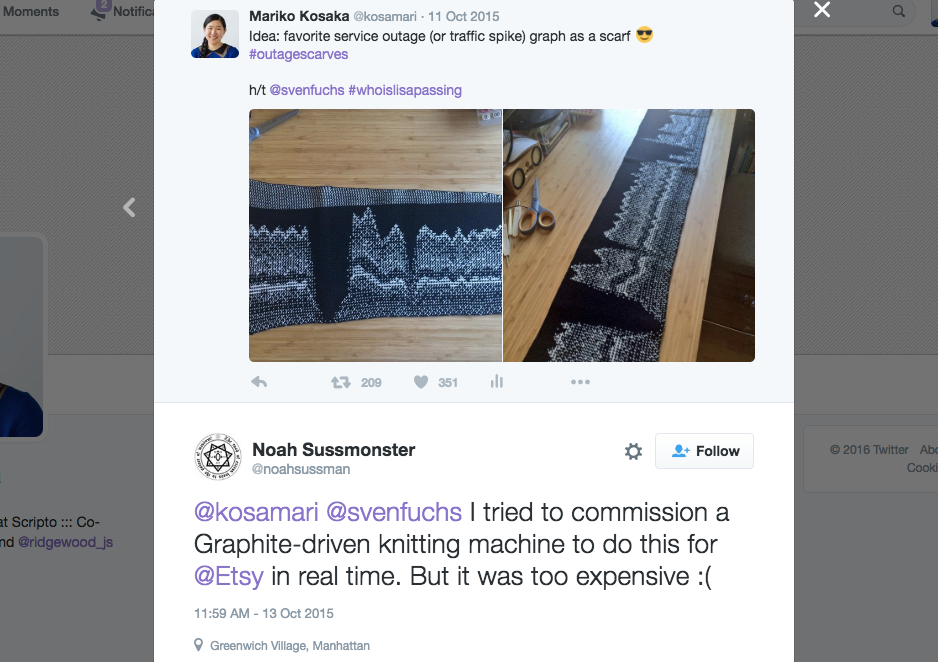 Moments
2
Notifica
Mariko Kosaka @kosamari · 11 Oct 2015
Idea: favorite service outage (or traffic spike) graph as a scarf 😎
#outagescarves
h/t @svenfuchs #whoislisapassing
209
351
Noah Sussmonster
@noahsussman
Follow
@kosamari @svenfuchs I tried to commission a
Graphite-driven knitting machine to do this for
@Etsy in real time. But it was too expensive :(
11:59 AM - 13 Oct 2015
Greenwich Village, Manhattan
at Scripto ::: Co-
nd @ridgewood_js
© 2016 Twitter Abo
Cooki